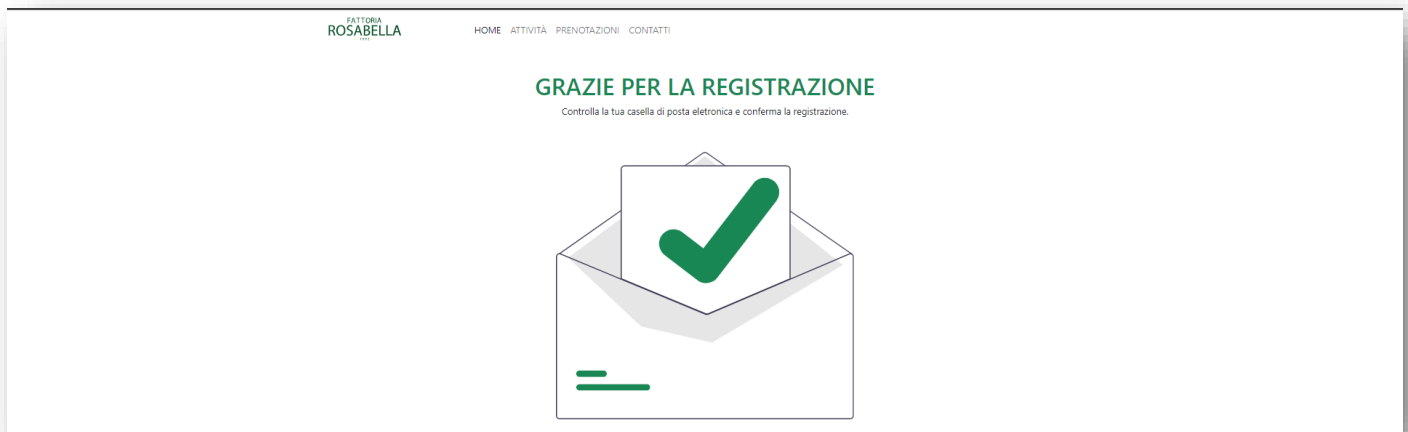 FATTORIA
ROSABELLA
HOME ATTIVITÀ PRENOTAZIONI CONTATTI
GRAZIE PER LA REGISTRAZIONE
Controlla la tua casella di posta eletronica e conferma la registrazione.